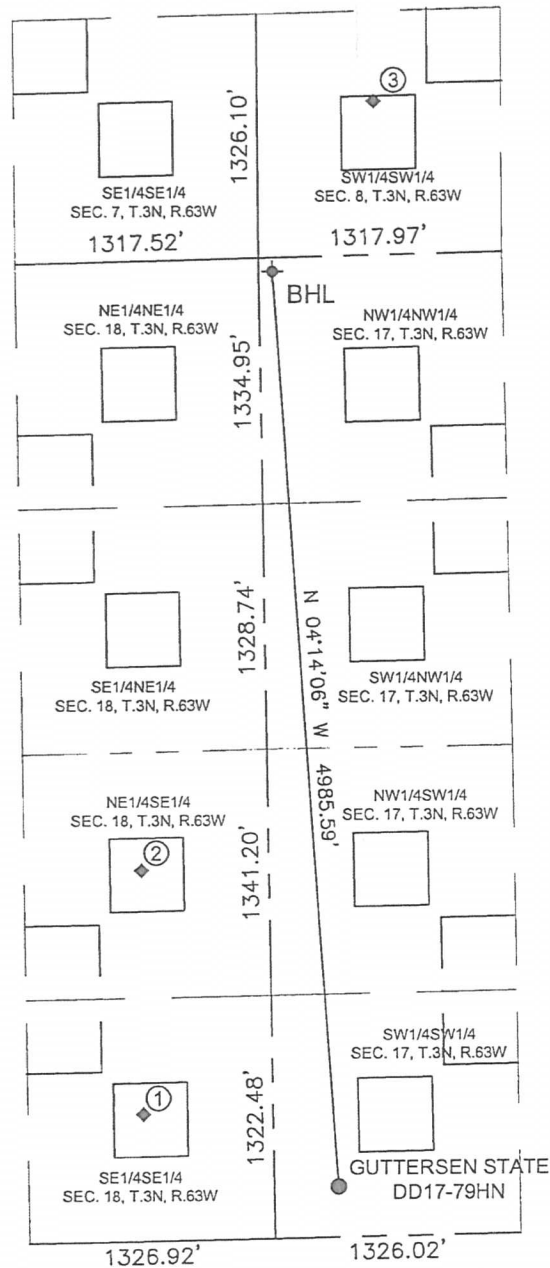 ③
1326.10'
SE1/4SE1/4
SEC. 7, T.3N, R.63W
SW1/4SW1/4
SEC. 8, T.3N, R.63W
1317.52'
1317.97'
BHL
NE1/4NE1/4
SEC. 18, T.3N, R.63W
NW1/4NW1/4
SEC. 17, T.3N, R.63W
1334.95'
1328.74'
N 04°14'06" W 4985.59'
SE1/4NE1/4
SEC. 18, T.3N, R.63W
SW1/4NW1/4
SEC. 17, T.3N, R.63W
NE1/4SE1/4
SEC. 18, T.3N, R.63W
NW1/4SW1/4
SEC. 17, T.3N, R.63W
②
1341.20'
SW1/4SW1/4
SEC. 17, T.3N, R.63W
①
1322.48'
SE1/4SE1/4
SEC. 18, T.3N, R.63W
GUTTERSEN STATE
DD17-79HN
1326.92'
1326.02'